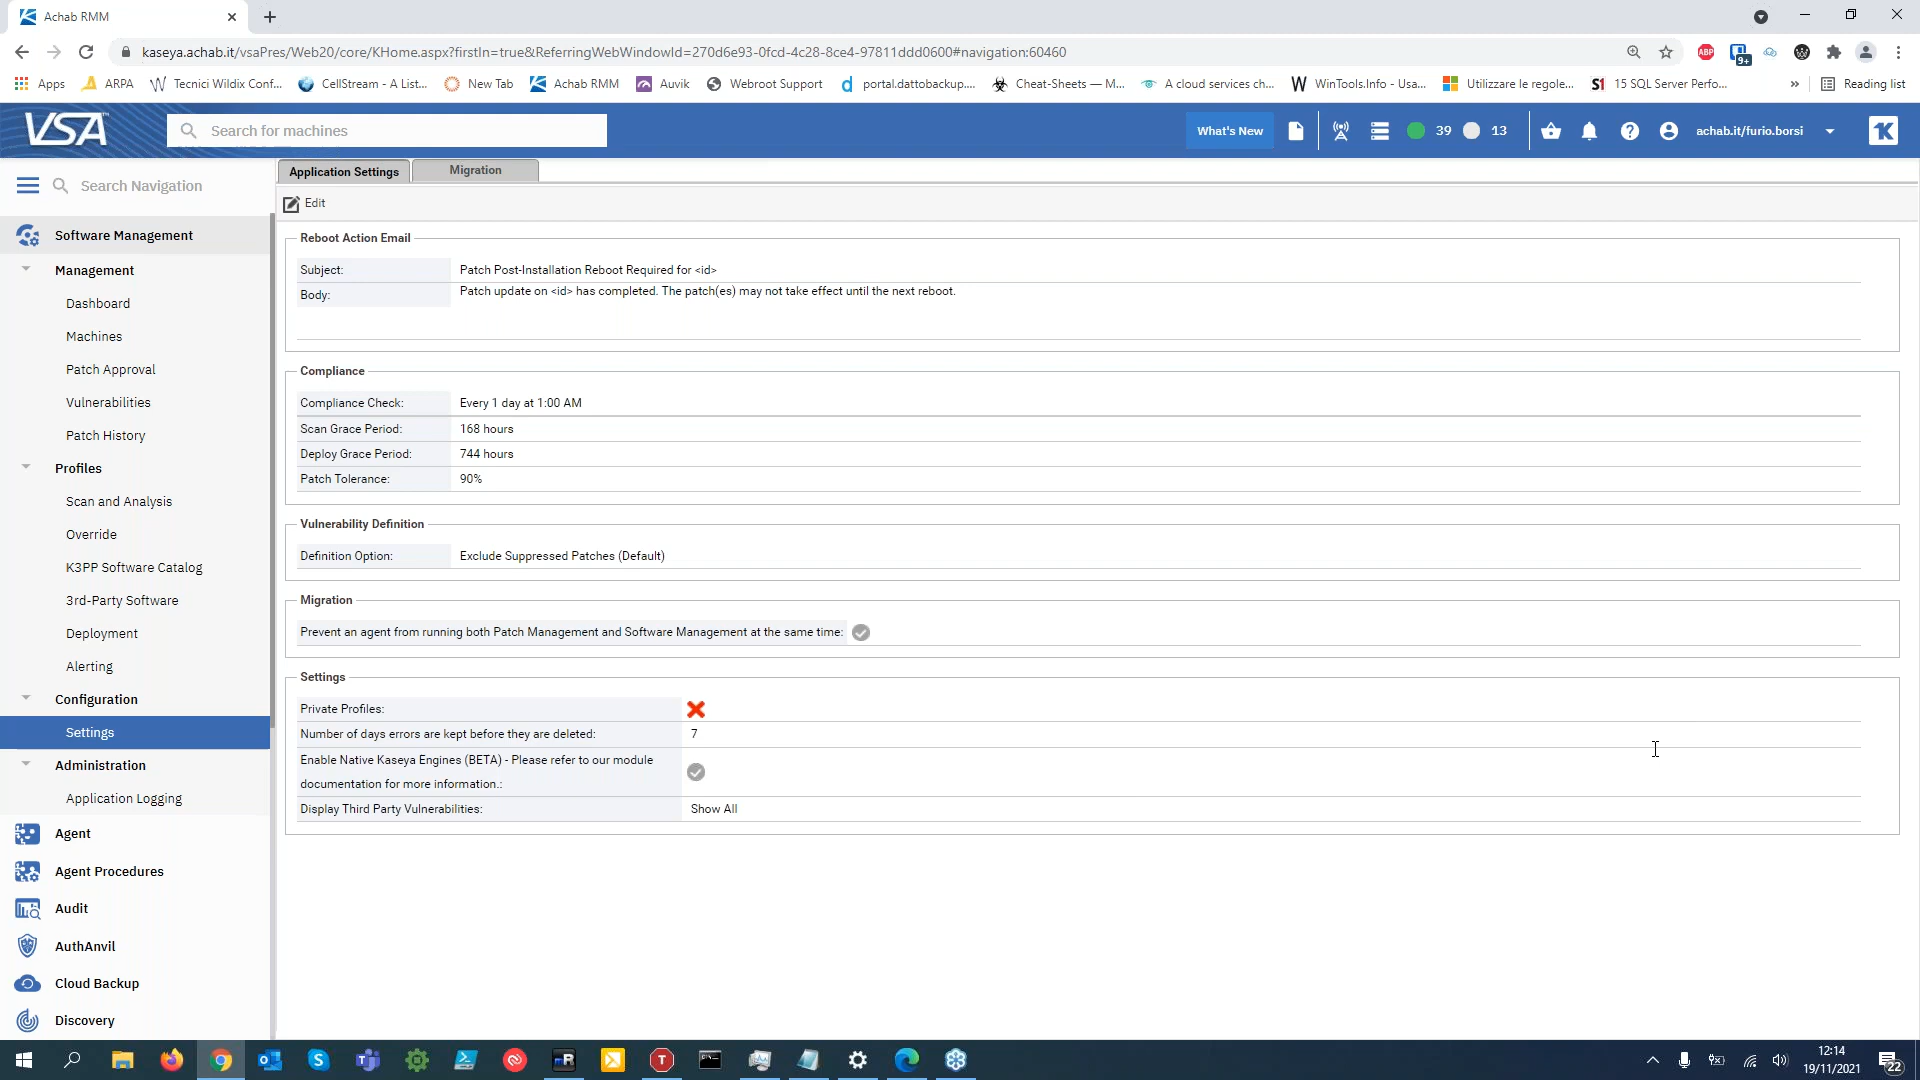 Achab RMM
kaseya.achab.it/vsaPres/Web20/core/KHome.aspx?firstIn=true&ReferringWebWindowId=270d6e93-0fcd-4c28-8ce4-97811ddd0600#navigation:60460
ABP
9+
Apps
ARPA
Tecnici Wildix Conf...
CellStream - A List...
New Tab
Achab RMM
Auvik
Webroot Support
portal.dattobackup....
Cheat-Sheets — M...
A cloud services ch...
WinTools.Info - Usa...
Utilizzare le regole...
S1 15 SQL Server Perfo...
»
Reading list
VSA
Search for machines
What's New
39
13
achab.it/furio.borsi
Search Navigation
Application Settings
Migration
Edit
Software Management
Management
Dashboard
Machines
Patch Approval
Vulnerabilities
Patch History
Profiles
Scan and Analysis
Override
K3PP Software Catalog
3rd-Party Software
Deployment
Alerting
Configuration
Settings
Administration
Application Logging
Agent
Agent Procedures
Audit
AuthAnvil
Cloud Backup
Discovery
Reboot Action Email
Subject: Patch Post-Installation Reboot Required for <id>
Body: Patch update on <id> has completed. The patch(es) may not take effect until the next reboot.
Compliance
Compliance Check: Every 1 day at 1:00 AM
Scan Grace Period: 168 hours
Deploy Grace Period: 744 hours
Patch Tolerance: 90%
Vulnerability Definition
Definition Option: Exclude Suppressed Patches (Default)
Migration
Prevent an agent from running both Patch Management and Software Management at the same time:
Settings
Private Profiles:
Number of days errors are kept before they are deleted: 7
Enable Native Kaseya Engines (BETA) - Please refer to our module
documentation for more information.:
Display Third Party Vulnerabilities: Show All
12:14
19/11/2021
22